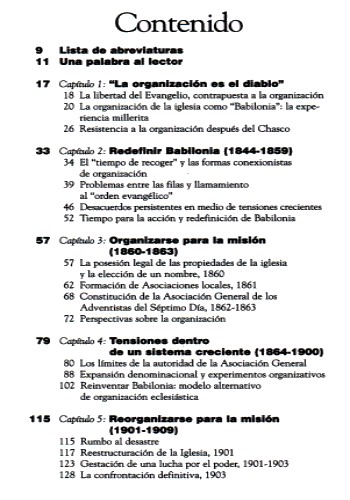 Contenido
9 Lista de abreviaturas
11 Una palabra al lector
17 Capítulo 1: "La organización es el diablo"
18 La libertad del Evangelio, contrapuesta a la organización
20 La organización de la iglesia como "Babilonia": la expe-
riencia millerita
26 Resistencia a la organización después del Chasco
33 Capítulo 2: Redefinir Babilonia (1844-1859)
34 El "tiempo de recoger" y las formas conexionistas
de organización
39 Problemas entre las filas y llamamiento
al "orden evangélico"
46 Desacuerdos persistentes en medio de tensiones crecientes
52 Tiempo para la acción y redefinición de Babilonia
57 Capítulo 3: Organizarse para la misión
(1860-1863)
57 La posesión legal de las propiedades de la iglesia
y la elección de un nombre, 1860
62 Formación de Asociaciones locales, 1861
68 Constitución de la Asociación General de los
Adventistas del Séptimo Día, 1862-1863
72 Perspectivas sobre la organización
79 Capítulo 4: Tensiones dentro
de un sistema creciente (1864-1900)
80 Los límites de la autoridad de la Asociación General
88 Expansión denominacional y experimentos organizativos
102 Reinventar Babilonia: modelo alternativo
de organización eclesiástica
115 Capítulo 5: Reorganizarse para la misión
(1901-1909)
115 Rumbo al desastre
117 Reestructuración de la Iglesia, 1901
123 Gestación de una lucha por el poder, 1901-1903
128 La confrontación definitiva, 1903